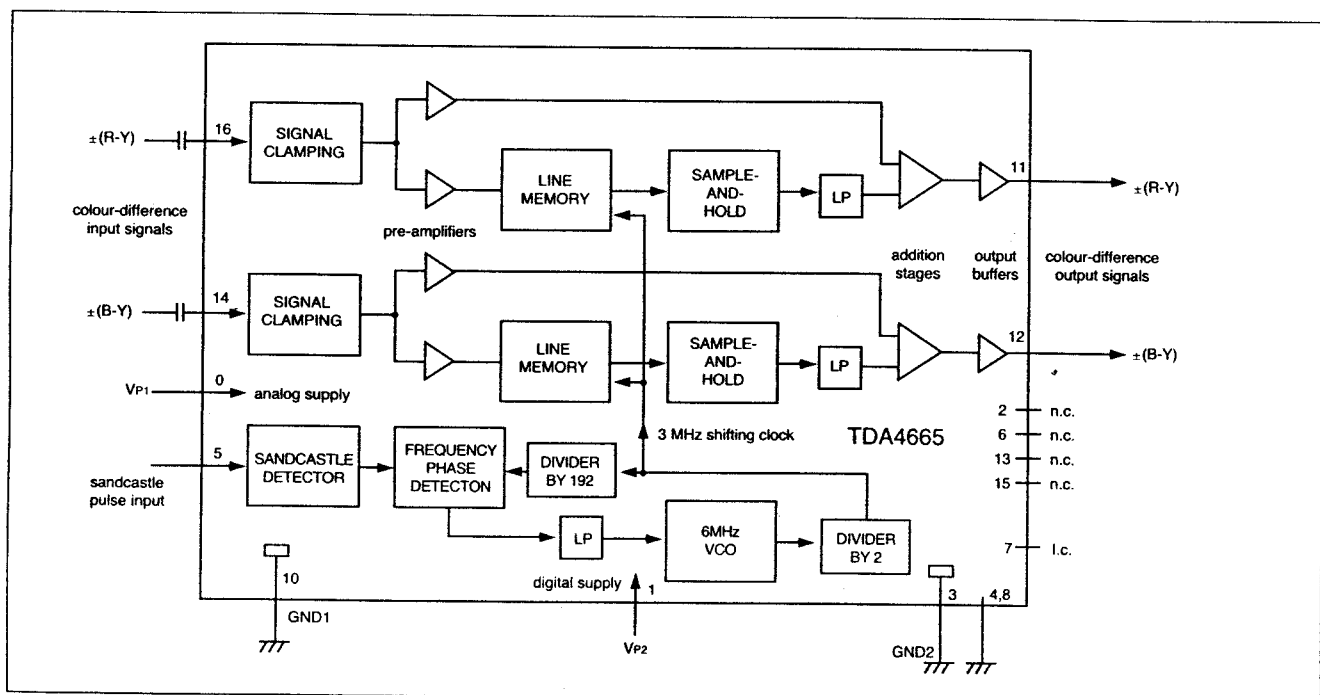 16
±(R-Y)
SIGNAL
CLAMPING
LINE
MEMORY
SAMPLE-
AND-
HOLD
LP
11
±(R-Y)
colour-difference
input signals
pre-amplifiers
addition
stages
output
buffers
colour-difference
output signals
14
±(B-Y)
SIGNAL
CLAMPING
LINE
MEMORY
SAMPLE-
AND-
HOLD
LP
12
±(B-Y)
VP1
0
analog supply
2 n.c.
6 n.c.
13 n.c.
15 n.c.
7 I.c.
3 MHz shifting clock
TDA4665
5
sandcastle
pulse input
SANDCASTLE
DETECTOR
FREQUENCY
PHASE
DETECTON
DIVIDER
BY 192
LP
6MHz
VCO
DIVIDER
BY 2
10
GND1
digital supply
1
VP2
3
GND2
4,8